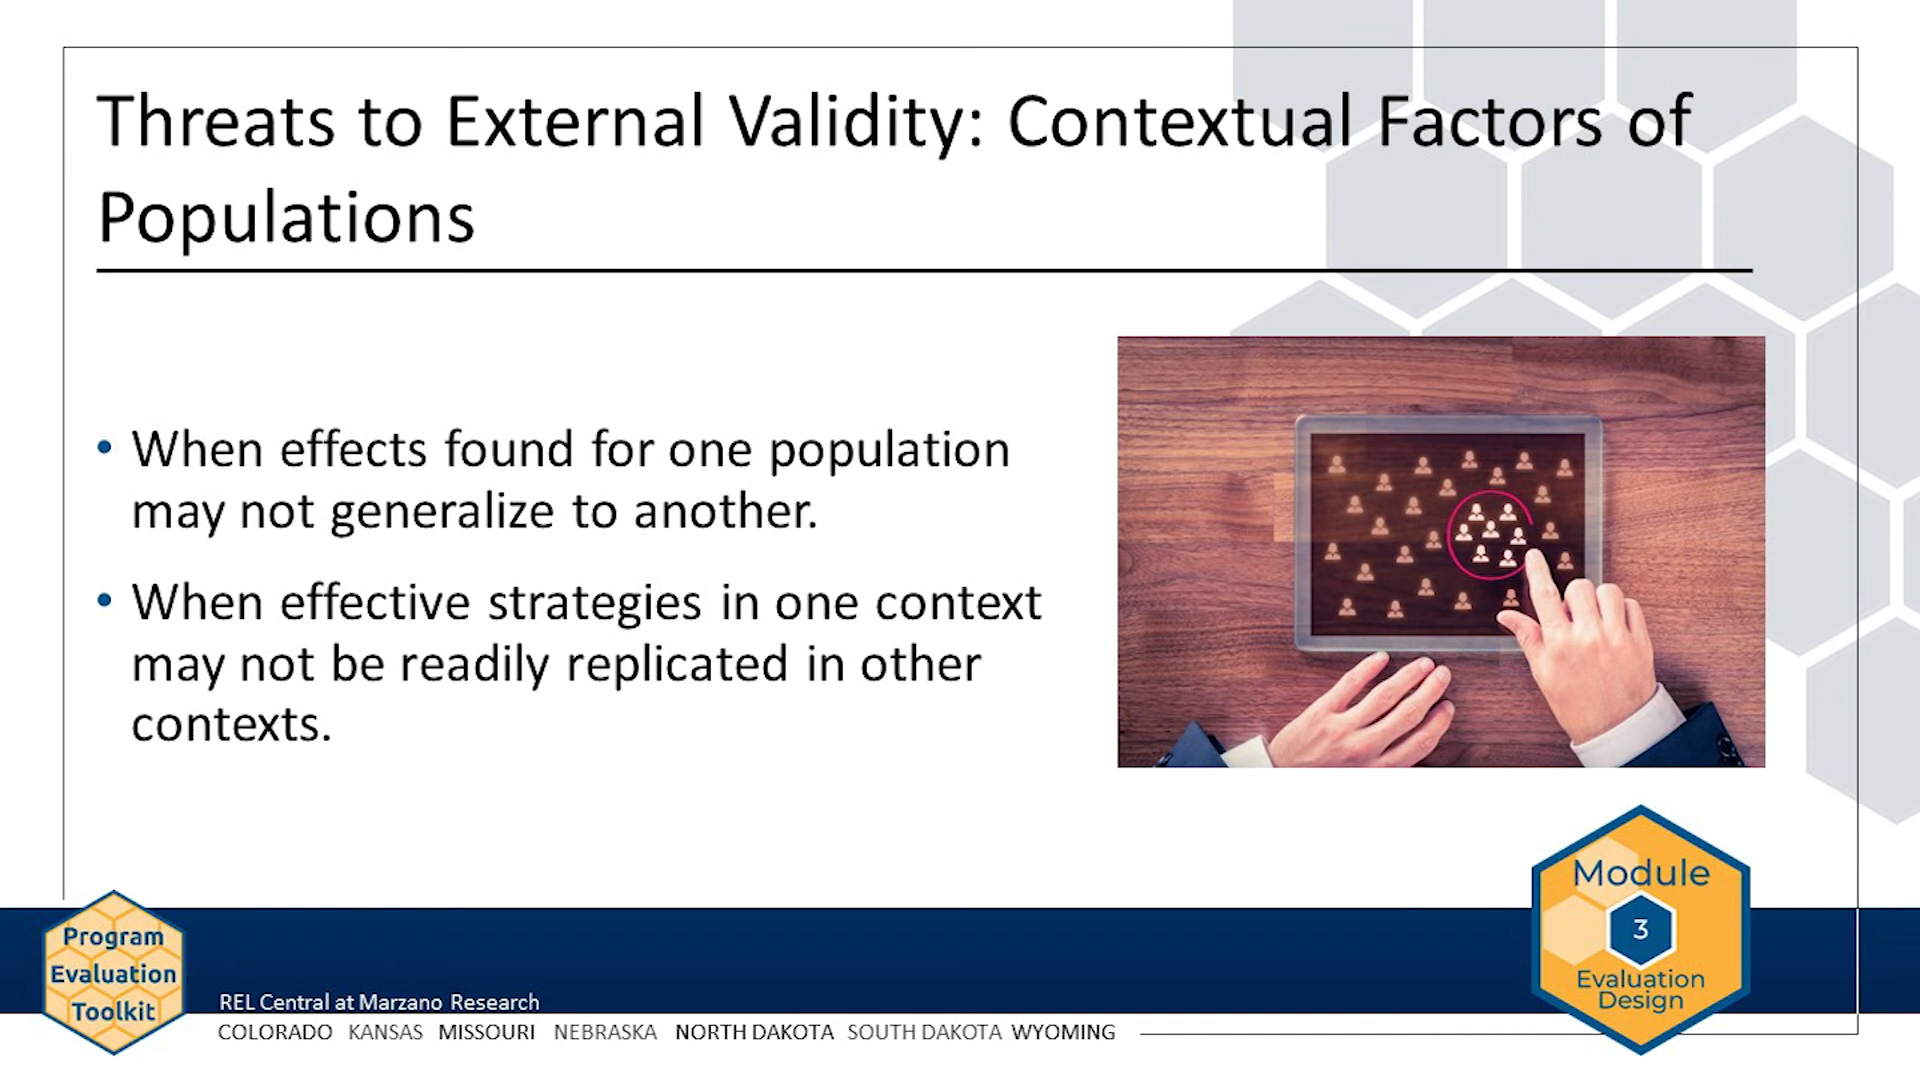 Threats to External Validity: Contextual Factors of
Populations
• When effects found for one population
may not generalize to another.
• When effective strategies in one context
may not be readily replicated in other
contexts.
Module
3
Evaluation
Design
Program
Evaluation
Toolkit
REL Central at Marzano Research
COLORADO KANSAS MISSOURI NEBRASKA NORTH DAKOTA SOUTH DAKOTA WYOMING